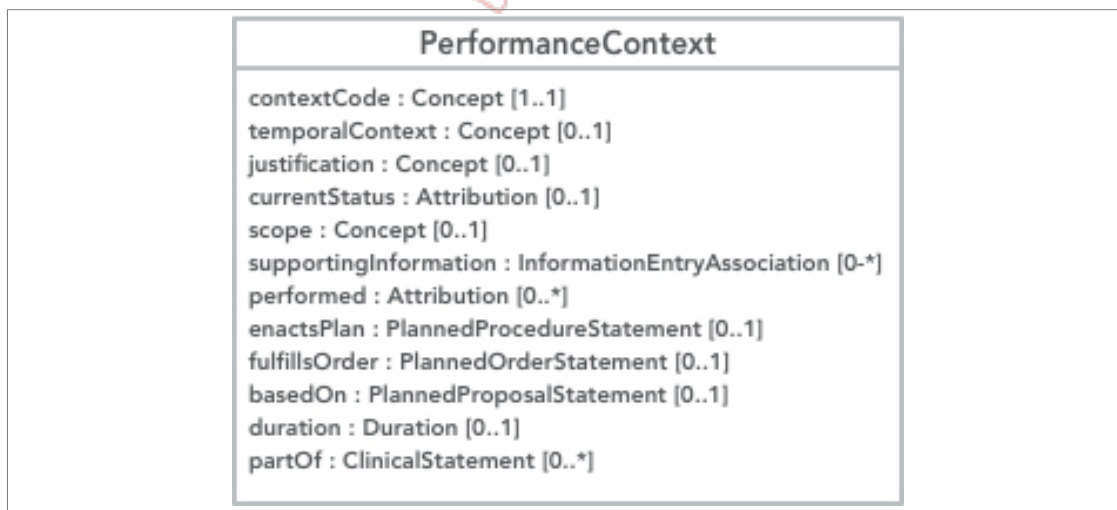 PerformanceContext
contextCode : Concept [1..1]
temporalContext : Concept [0..1]
justification : Concept [0..1]
currentStatus : Attribution [0..1]
scope : Concept [0..1]
supportingInformation : InformationEntryAssociation [0-*]
performed : Attribution [0..*]
enactsPlan : PlannedProcedureStatement [0..1]
fulfillsOrder : PlannedOrderStatement [0..1]
basedOn : PlannedProposalStatement [0..1]
duration : Duration [0..1]
partOf : ClinicalStatement [0..*]